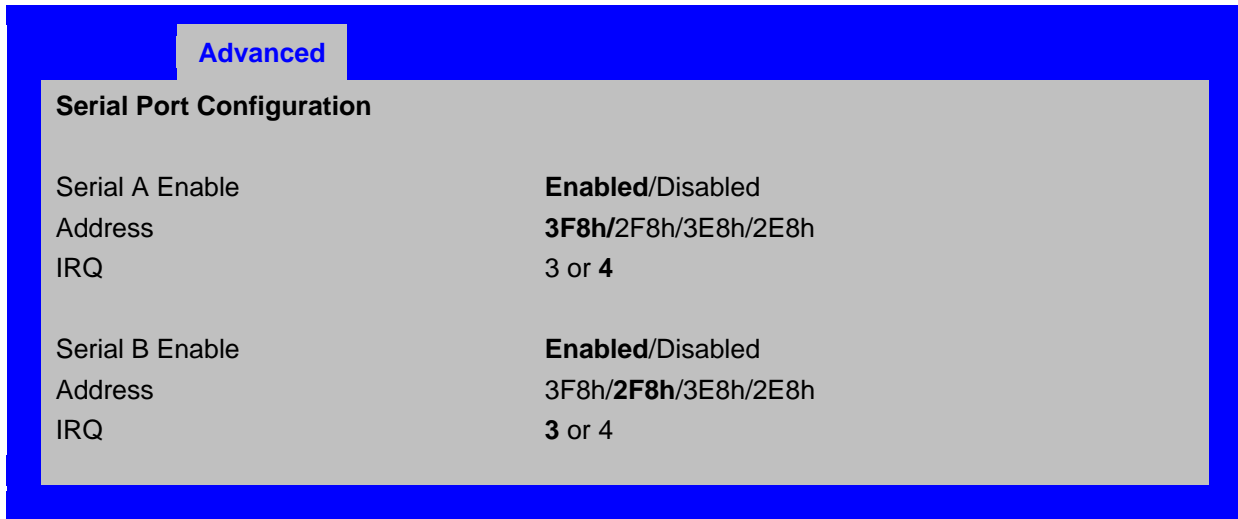 Advanced
Serial Port Configuration
Serial A Enable Enabled/Disabled
Address 3F8h/2F8h/3E8h/2E8h
IRQ 3 or 4
Serial B Enable Enabled/Disabled
Address 3F8h/2F8h/3E8h/2E8h
IRQ 3 or 4